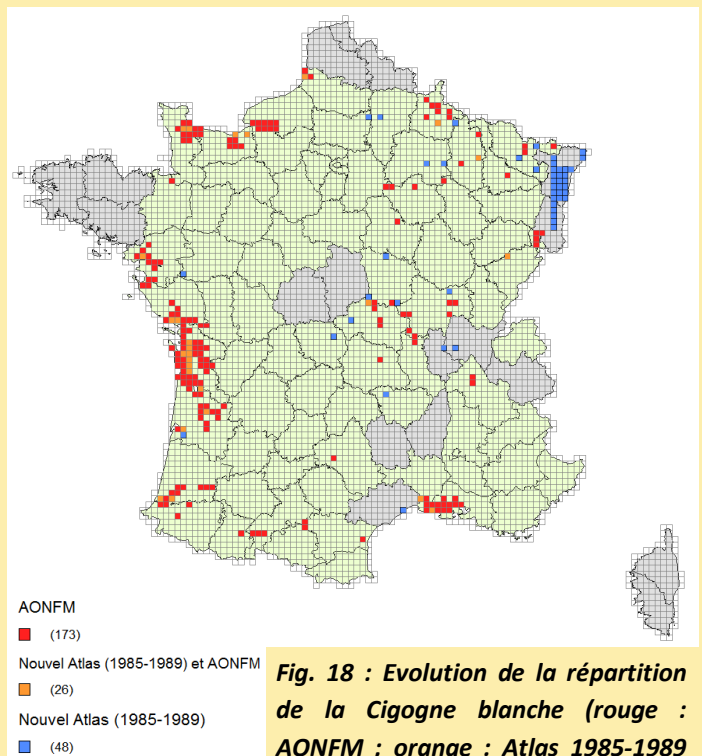 AONFM
(173)
Nouvel Atlas (1985-1989) et AONFM
(26)
Nouvel Atlas (1985-1989)
(48)
Fig. 18 : Evolution de la répartition
de la Cigogne blanche (rouge :
AONFM ; orange : Atlas 1985-1989